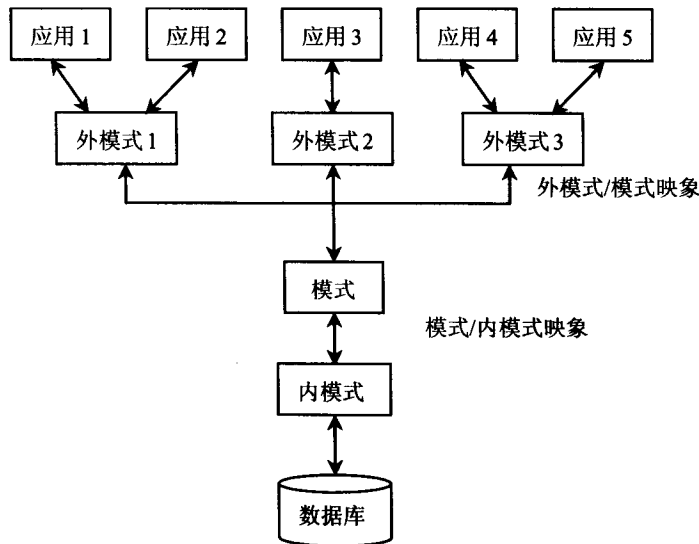 应用1
应用2
应用3
应用4
应用5
外模式1
外模式2
外模式3
外模式/模式映象
模式
模式/内模式映象
内模式
数据库